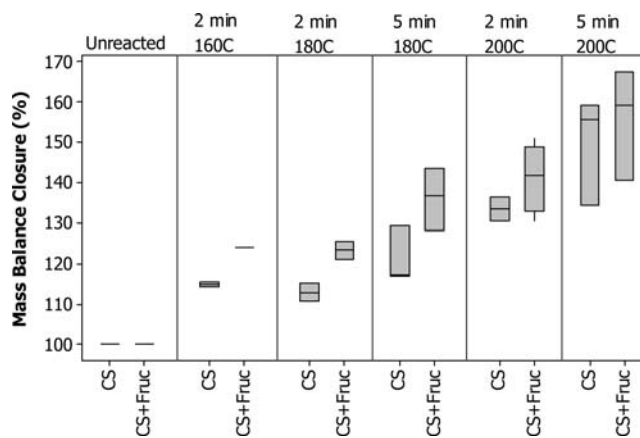 2 min 2 min 5 min 2 min 5 min
Unreacted 160C 180C 180C 200C 200C
Mass Balance Closure (%)
170
160
150
140
130
120
110
100
CS CS+Fruc CS CS+Fruc CS CS+Fruc CS CS+Fruc CS CS+Fruc CS CS+Fruc